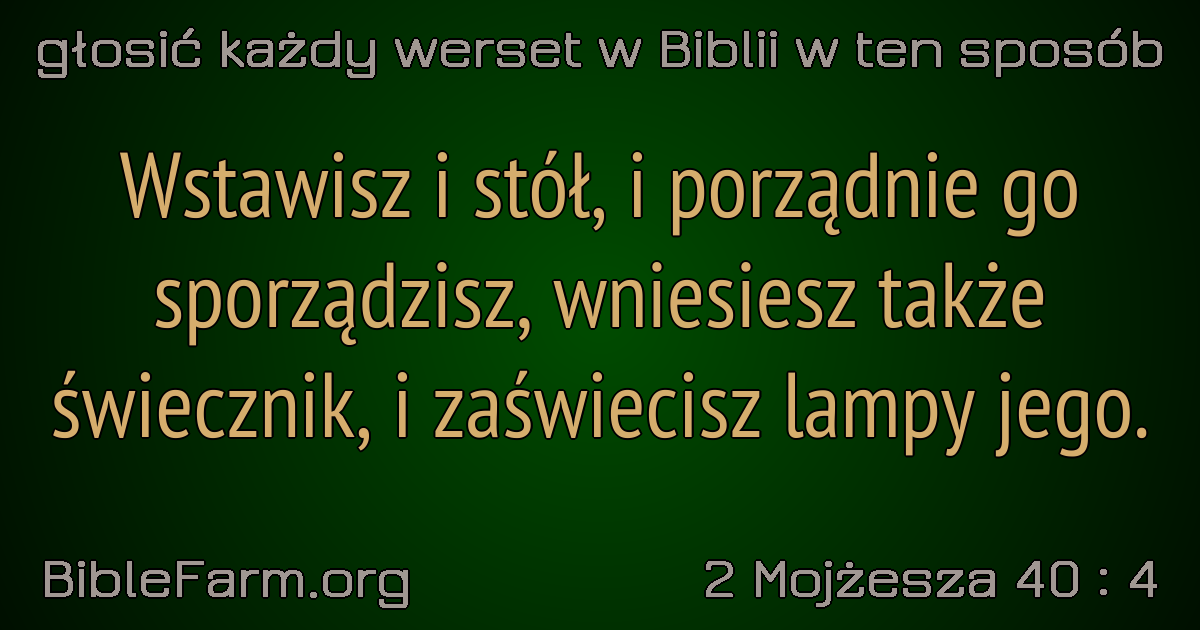 głosić każdy werset w Biblii w ten sposób
Wstawisz i stół, i porządnie go
sporządzisz, wniesiesz także
świecznik, i zaświecisz lampy jego.
BibleFarm.org
2 Mojżesza 40 : 4